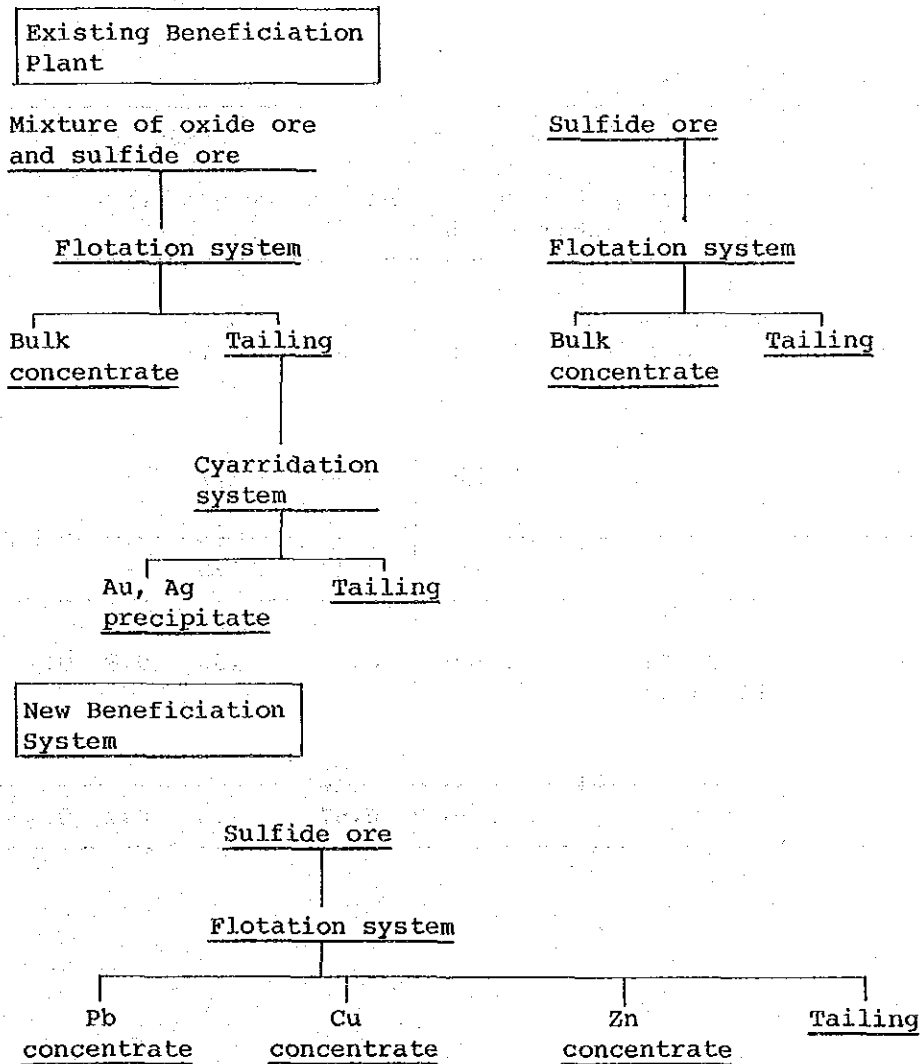 Existing Beneficiation
Plant
Mixture of oxide ore
and sulfide ore
Flotation system
Bulk
concentrate
Tailing
Cyarridation
system
Au, Ag
precipitate
Tailing
Sulfide ore
Flotation system
Bulk
concentrate
Tailing
New Beneficiation
System
Sulfide ore
Flotation system
Pb
concentrate
Cu
concentrate
Zn
concentrate
Tailing